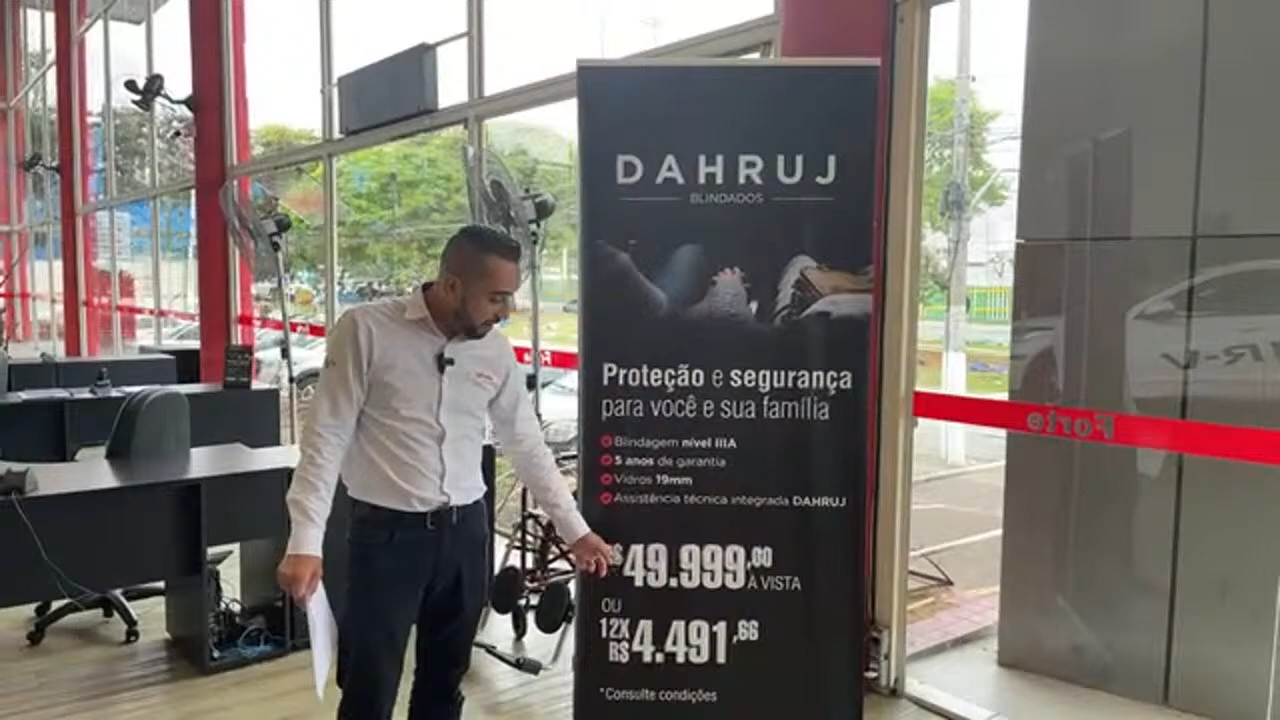 DAHRUJ
BLINDADOS
Proteção e segurança
para você e sua família
Blindagem nível IIIA
5 anos de garantia
Vidros 19mm
Assistência técnica integrada DAHRUJ
R$ 49.999,00
À VISTA
OU
12X
R$ 4.491,66
*Consulte condições
Forte
HR-V